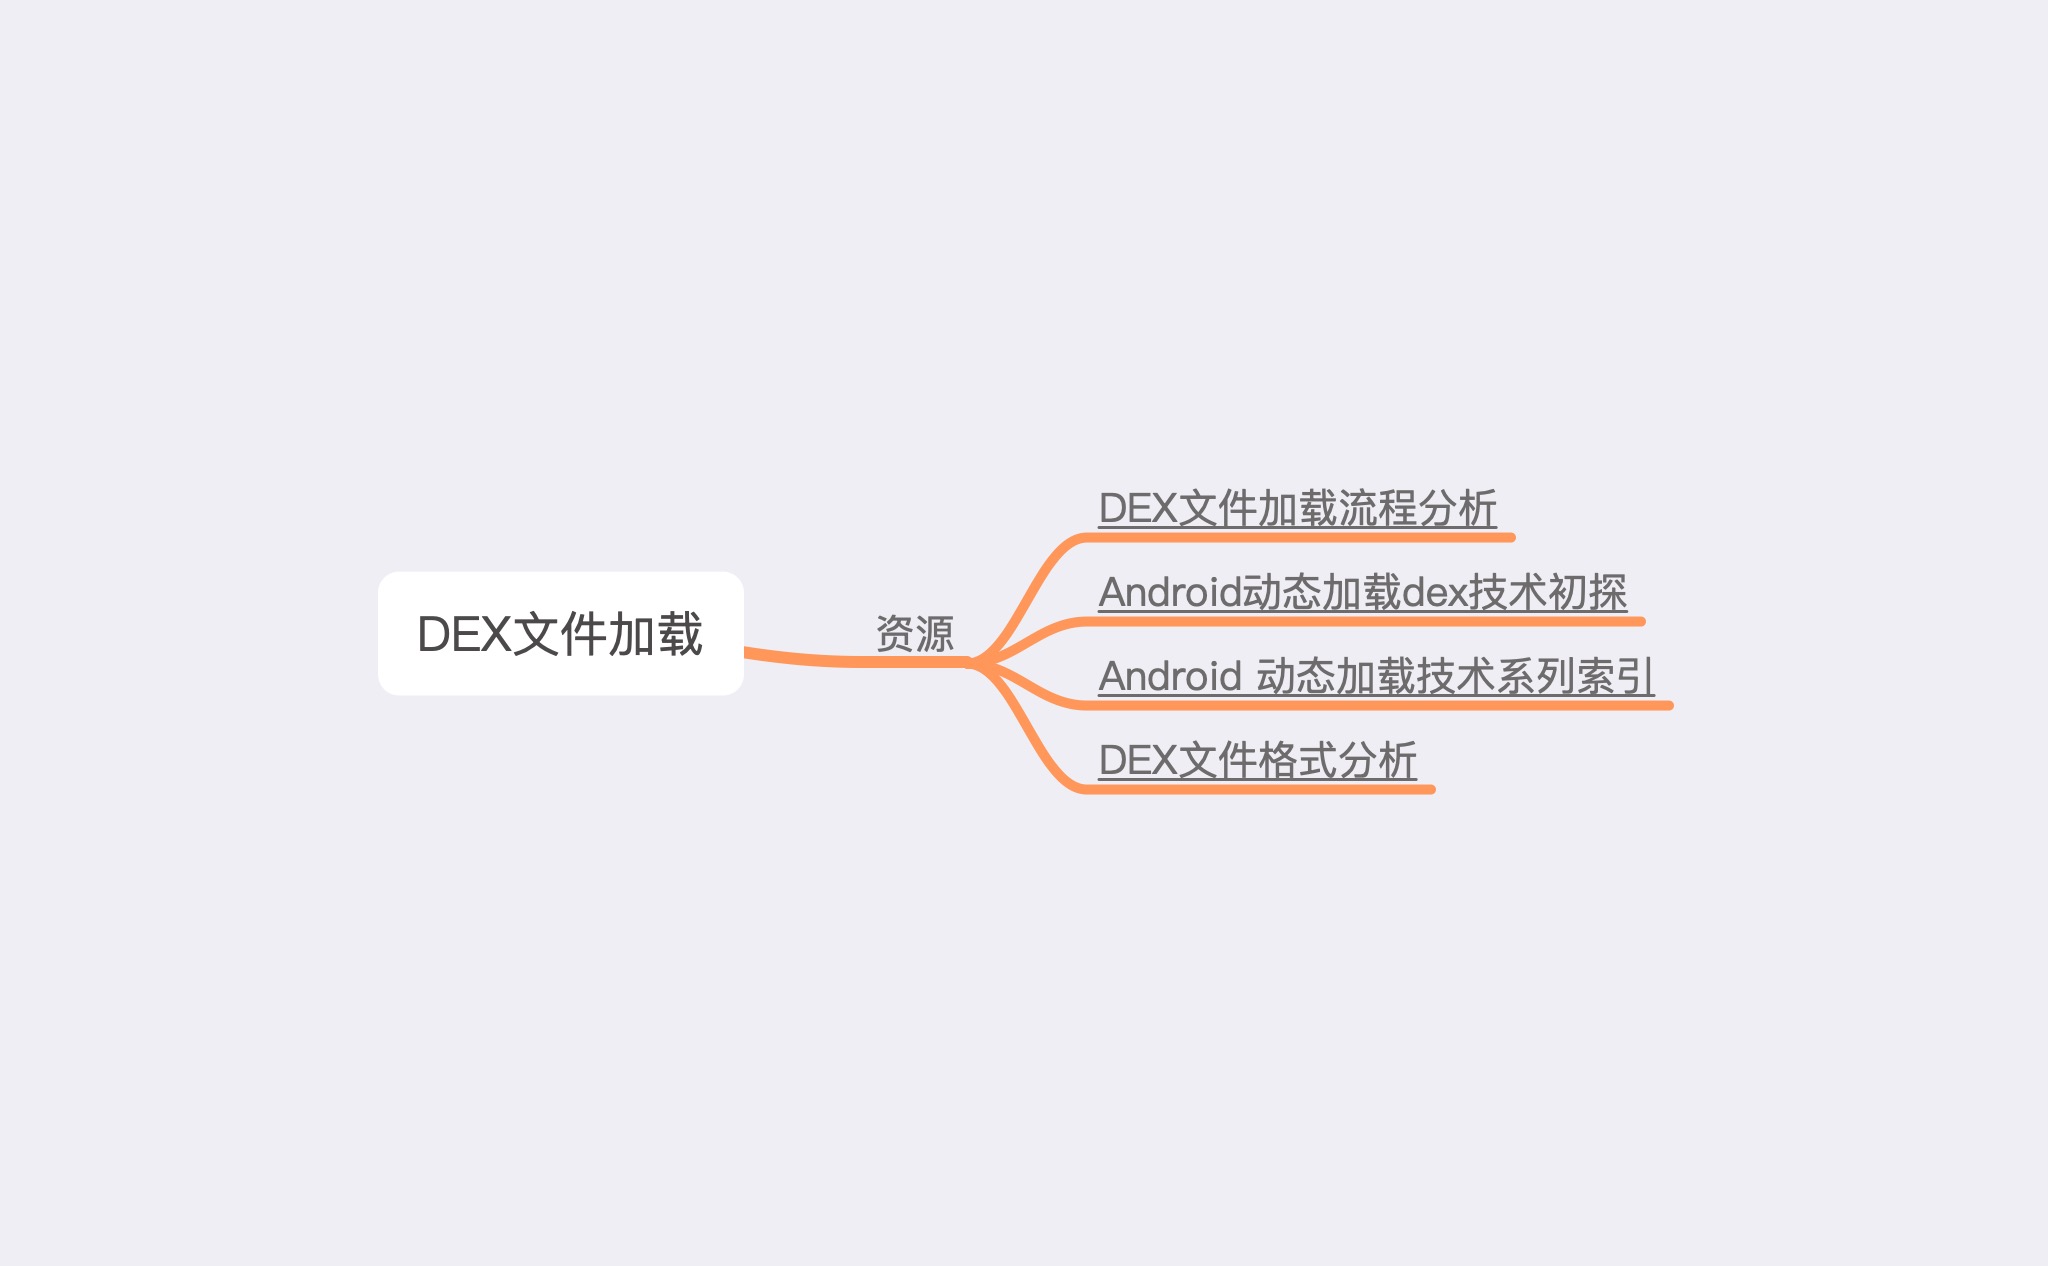 DEX文件加载
资源
DEX文件加载流程分析
Android动态加载dex技术初探
Android 动态加载技术系列索引
DEX文件格式分析